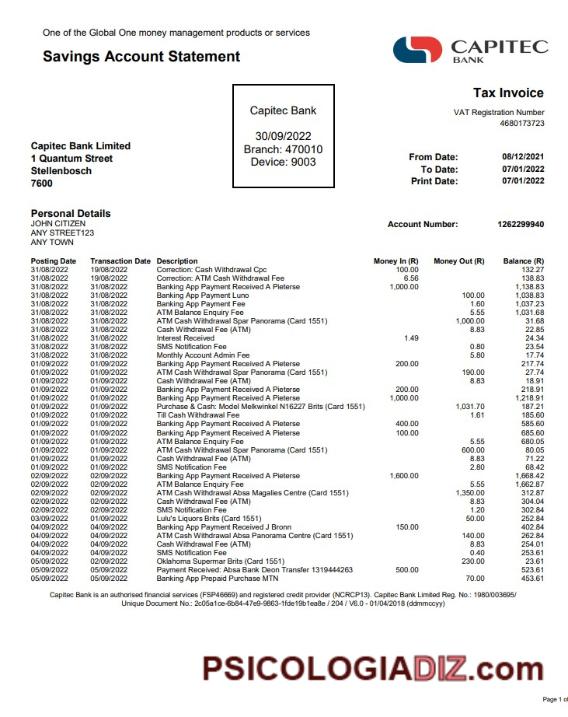 One of the Global One money management products or services
Savings Account Statement
CAPITEC
BANK
Capitec Bank
30/09/2022
Branch: 470010
Device: 9003
Tax Invoice
VAT Registration Number
4680173723
Capitec Bank Limited
1 Quantum Street
Stellenbosch
7600
From Date: 08/12/2021
To Date: 07/01/2022
Print Date: 07/01/2022
Personal Details
JOHN CITIZEN
ANY STREET123
ANY TOWN
Account Number: 1262299940
Posting Date Transaction Date Description Money In (R) Money Out (R) Balance (R)
31/08/2022 19/08/2022 Correction: Cash Withdrawal Cpc 100.00 132.27
31/08/2022 19/08/2022 Correction: ATM Cash Withdrawal Fee 6.56 138.83
31/08/2022 31/08/2022 Banking App Payment Received A Pieterse 1,000.00 1,138.83
31/08/2022 31/08/2022 Banking App Payment Luno 100.00 1,038.83
31/08/2022 31/08/2022 Banking App Payment Fee 1.60 1,037.23
31/08/2022 31/08/2022 ATM Balance Enquiry Fee 5.55 1,031.68
31/08/2022 31/08/2022 ATM Cash Withdrawal Spar Panorama (Card 1551) 1,000.00 31.68
31/08/2022 31/08/2022 Cash Withdrawal Fee (ATM) 8.83 22.85
31/08/2022 31/08/2022 Interest Received 1.49 24.34
31/08/2022 31/08/2022 SMS Notification Fee 0.80 23.54
31/08/2022 31/08/2022 Monthly Account Admin Fee 5.80 17.74
01/09/2022 01/09/2022 Banking App Payment Received A Pieterse 200.00 217.74
01/09/2022 01/09/2022 ATM Cash Withdrawal Spar Panorama (Card 1551) 190.00 27.74
01/09/2022 01/09/2022 Cash Withdrawal Fee (ATM) 8.83 18.91
01/09/2022 01/09/2022 Banking App Payment Received A Pieterse 200.00 218.91
01/09/2022 01/09/2022 Banking App Payment Received A Pieterse 1,000.00 1,218.91
01/09/2022 01/09/2022 Purchase & Cash: Model Melkwinkel N16227 Brits (Card 1551) 1,031.70 187.21
01/09/2022 01/09/2022 Till Cash Withdrawal Fee 1.61 185.60
01/09/2022 01/09/2022 Banking App Payment Received A Pieterse 400.00 585.60
01/09/2022 01/09/2022 Banking App Payment Received A Pieterse 100.00 685.60
01/09/2022 01/09/2022 ATM Balance Enquiry Fee 5.55 680.05
01/09/2022 01/09/2022 ATM Cash Withdrawal Spar Panorama (Card 1551) 600.00 80.05
01/09/2022 01/09/2022 Cash Withdrawal Fee (ATM) 8.83 71.22
01/09/2022 01/09/2022 SMS Notification Fee 2.80 68.42
02/09/2022 02/09/2022 Banking App Payment Received A Pieterse 1,600.00 1,668.42
02/09/2022 02/09/2022 ATM Balance Enquiry Fee 5.55 1,662.87
02/09/2022 02/09/2022 ATM Cash Withdrawal Absa Magalies Centre (Card 1551) 1,350.00 312.87
02/09/2022 02/09/2022 Cash Withdrawal Fee (ATM) 8.83 304.04
02/09/2022 02/09/2022 SMS Notification Fee 1.20 302.84
03/09/2022 01/09/2022 Lulu's Liquors Brits (Card 1551) 50.00 252.84
04/09/2022 04/09/2022 Banking App Payment Received J Bronn 150.00 402.84
04/09/2022 04/09/2022 ATM Cash Withdrawal Absa Panorama Centre (Card 1551) 140.00 262.84
04/09/2022 04/09/2022 Cash Withdrawal Fee (ATM) 8.83 254.01
04/09/2022 04/09/2022 SMS Notification Fee 0.40 253.61
05/09/2022 02/09/2022 Oklahoma Supermar Brits (Card 1551) 230.00 23.61
05/09/2022 05/09/2022 Payment Received: Absa Bank Deon Transfer 1319444263 500.00 523.61
05/09/2022 05/09/2022 Banking App Prepaid Purchase MTN 70.00 453.61
Capitec Bank is an authorised financial services (FSP46669) and registered credit provider (NCRCP13). Capitec Bank Limited Reg. No.: 1980/003695/
Unique Document No.: 2c05a1ce-6b84-47e9-9863-1fde19b1ea8e / 204 / V6.0 - 01/04/2018 (ddmmccyy)
PSICOLOGIADIZ.com
Page 1 of